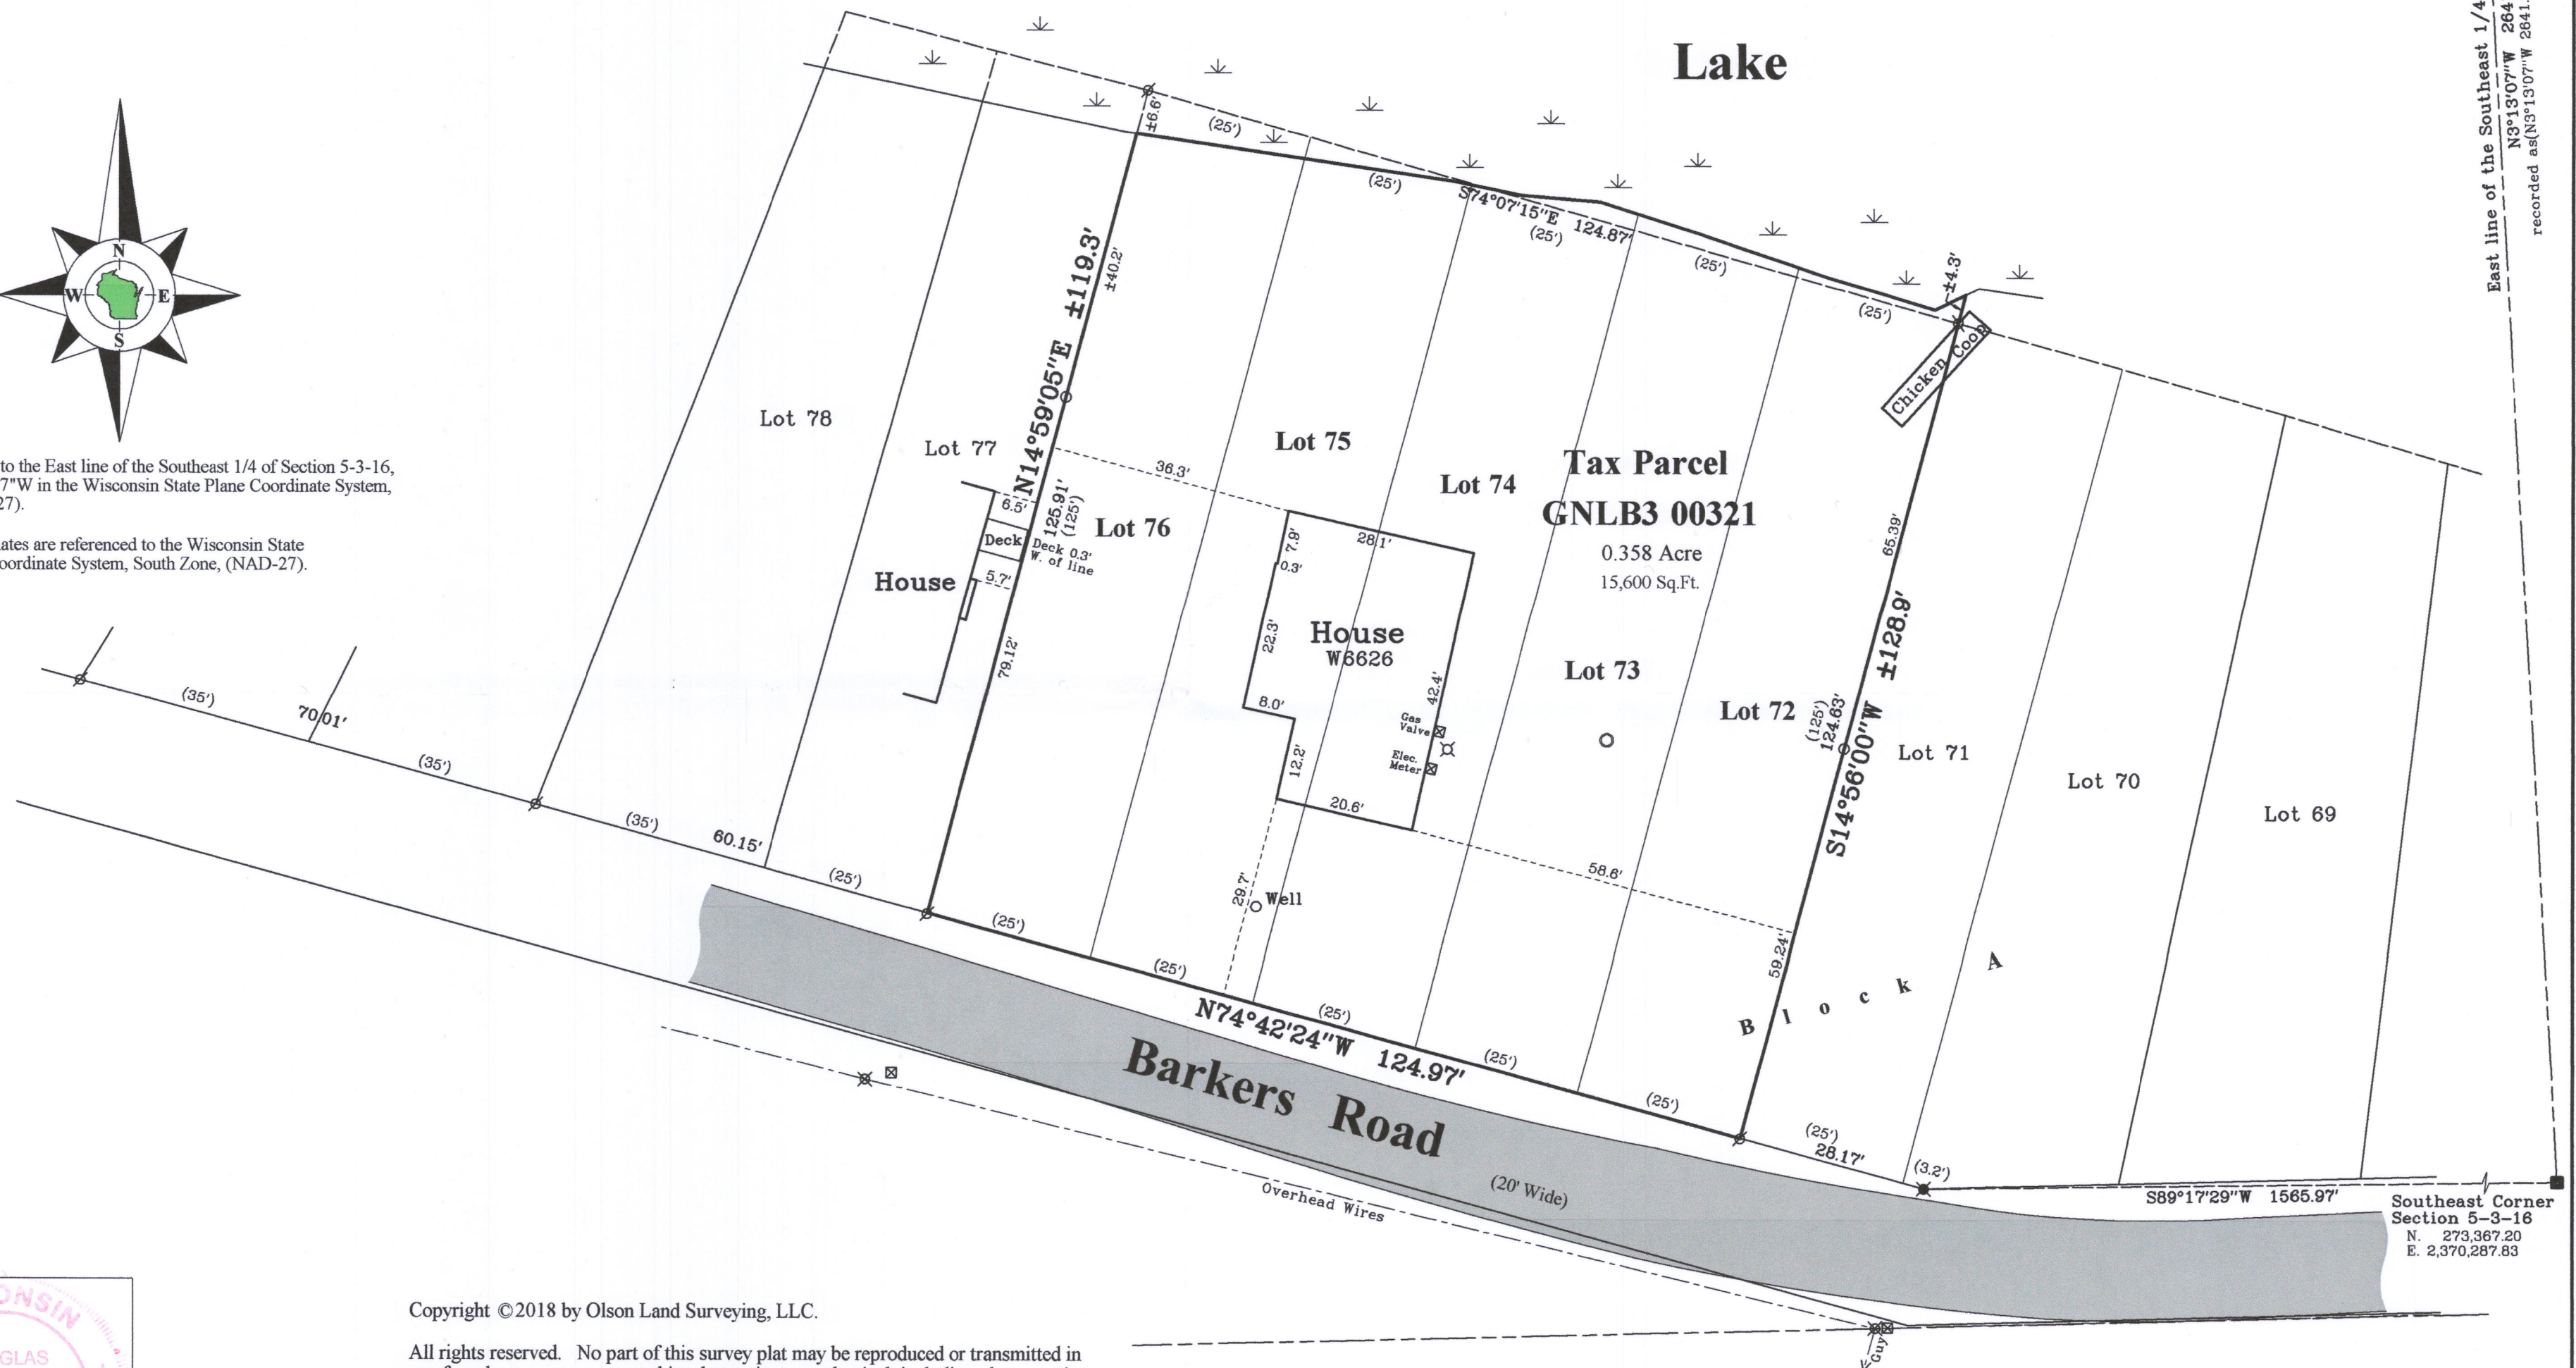 Lake
East line of the Southeast 1/4
N3°13'07"W 264
recorded as(N3°13'07"W 2641.
±6.6'
(25')
(25')
S74°07'15"E 124.87'
(25')
(25')
(25')
±4.3'
Chicken Coop
N
W
E
S
to the East line of the Southeast 1/4 of Section 5-3-16,
7"W in the Wisconsin State Plane Coordinate System,
27).
ates are referenced to the Wisconsin State
oordinate System, South Zone, (NAD-27).
Lot 78
Lot 77
N14°59'05"E ±119.3'
±40.2'
125.91'
(125')
79.12'
6.5'
Deck
Deck 0.3'
W. of line
5.7'
House
Lot 76
36.3'
Lot 75
Lot 74
Tax Parcel
GNLB3 00321
0.358 Acre
15,600 Sq.Ft.
7.9'
0.3'
28.1'
22.3'
House
W6626
42.4'
8.0'
12.2'
20.6'
Gas
Valve
Elec.
Meter
Lot 73
Lot 72
65.39'
(125')
124.63'
S14°56'00"W ±128.9'
Lot 71
Lot 70
Lot 69
58.6'
59.24'
29.7'
Well
Block A
(35')
70.01'
(35')
(35')
60.15'
(25')
(25')
(25')
(25')
N74°42'24"W 124.97'
(25')
(25')
(25')
28.17'
(3.2')
S89°17'29"W 1565.97'
Southeast Corner
Section 5-3-16
N. 273,367.20
E. 2,370,287.83
Barkers Road
(20' Wide)
Overhead Wires
Guy
ONSIN
GLAS
Copyright ©2018 by Olson Land Surveying, LLC.
All rights reserved. No part of this survey plat may be reproduced or transmitted in